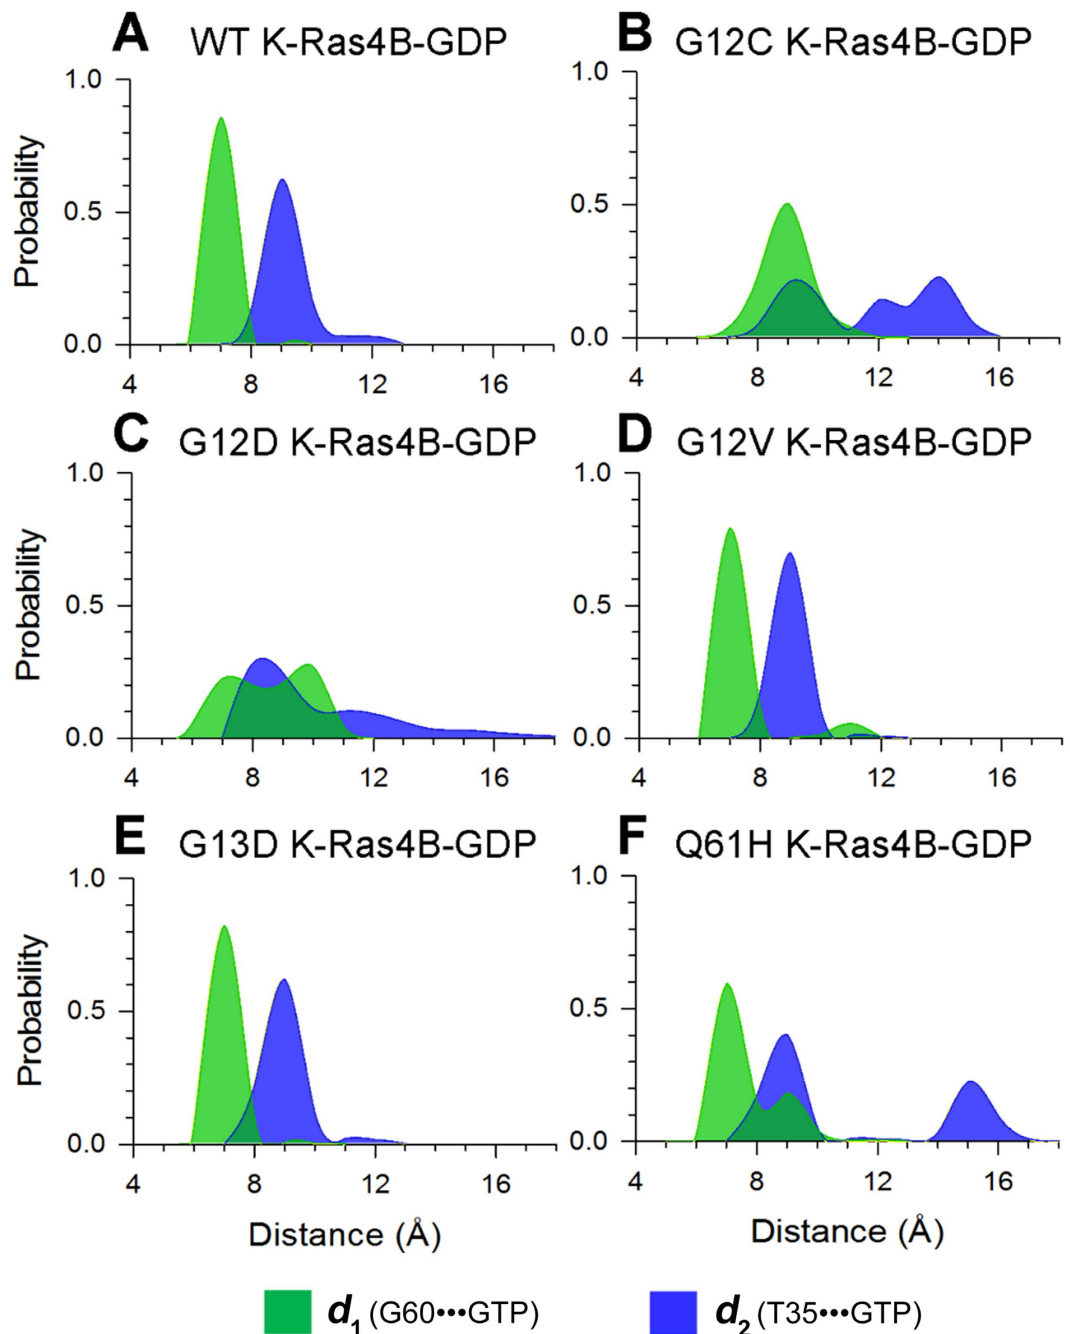 A WT K-Ras4B-GDP
B G12C K-Ras4B-GDP
Probability
1.0
0.5
0.0
4 8 12 16
1.0
0.5
0.0
4 8 12 16
C G12D K-Ras4B-GDP
D G12V K-Ras4B-GDP
Probability
1.0
0.5
0.0
4 8 12 16
1.0
0.5
0.0
4 8 12 16
E G13D K-Ras4B-GDP
F Q61H K-Ras4B-GDP
Probability
1.0
0.5
0.0
4 8 12 16
Distance (Å)
1.0
0.5
0.0
4 8 12 16
Distance (Å)
d1 (G60•••GTP)
d2 (T35•••GTP)